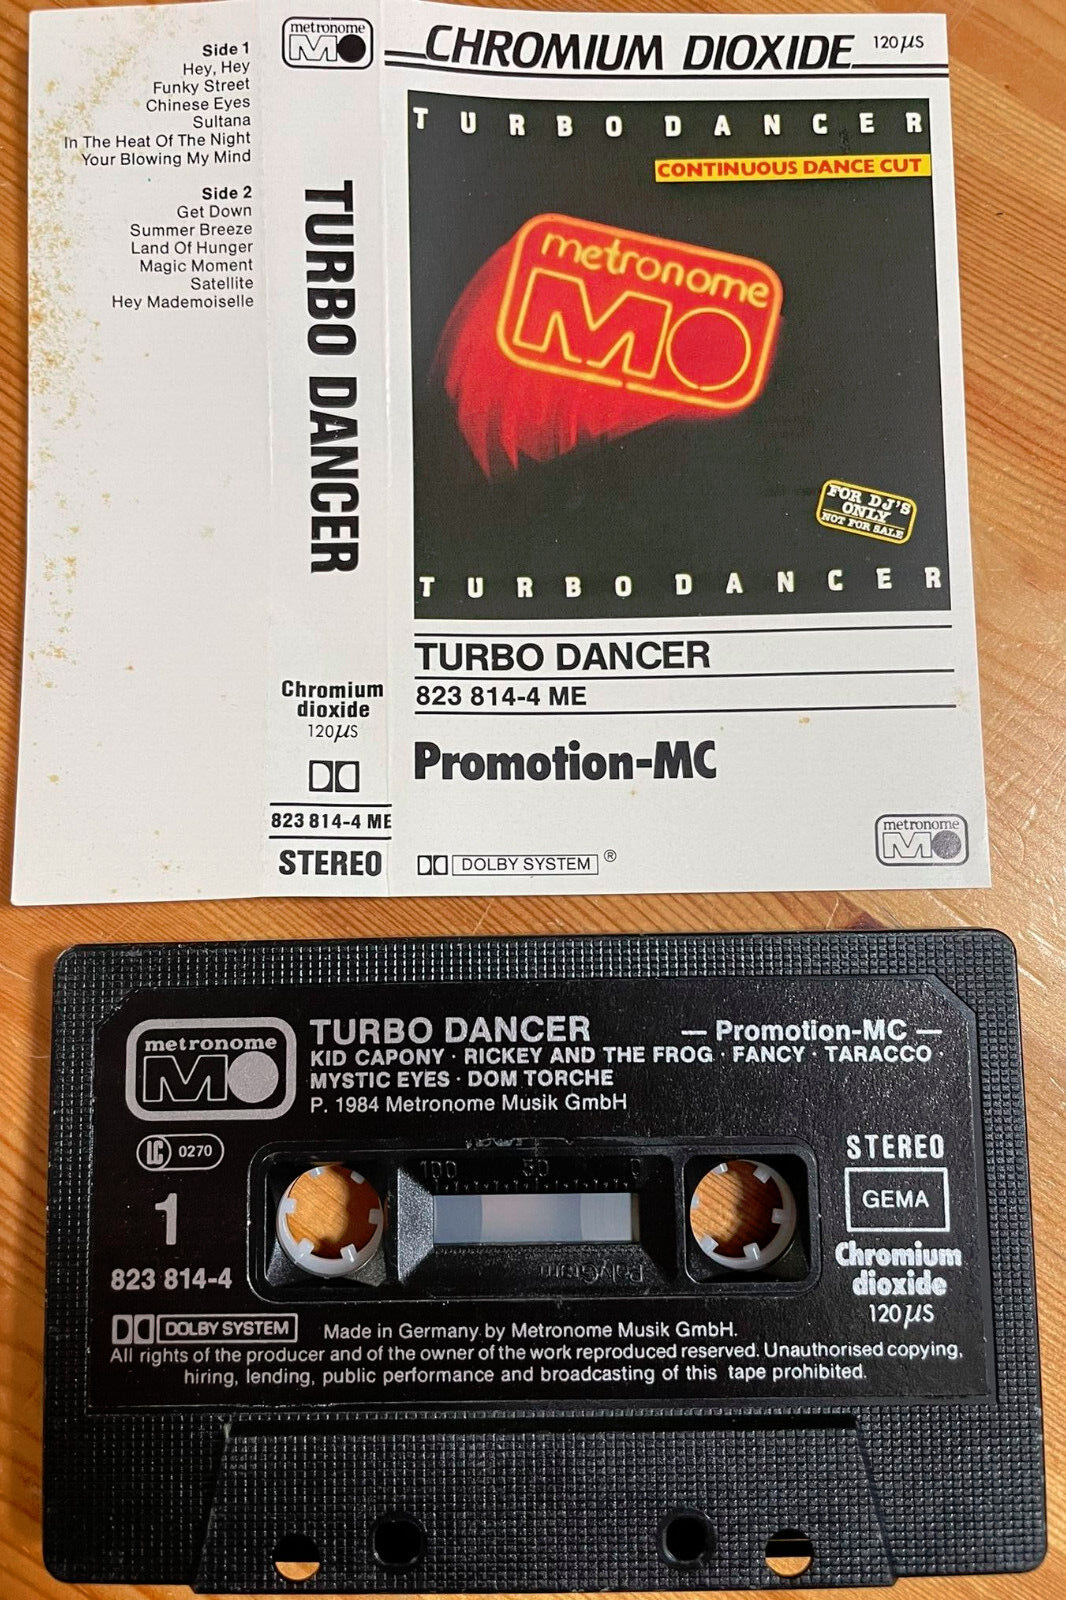 Side 1
Hey, Hey
Funky Street
Chinese Eyes
Sultana
In The Heat Of The Night
Your Blowing My Mind
Side 2
Get Down
Summer Breeze
Land Of Hunger
Magic Moment
Satellite
Hey Mademoiselle
metronome
M
TURBO DANCER
Chromium
dioxide
120µs
823 814-4 ME
STEREO
CHROMIUM DIOXIDE 120µs
TURBO DANCER
CONTINUOUS DANCE CUT
metronome
M
FOR DJ'S
ONLY
NOT FOR SALE
TURBO DANCER
TURBO DANCER
823 814-4 ME
Promotion-MC
DOLBY SYSTEM ®
metronome
M
metronome
M
TURBO DANCER — Promotion-MC —
KID CAPONY · RICKEY AND THE FROG · FANCY · TARACCO
MYSTIC EYES · DOM TORCHE
P. 1984 Metronome Musik GmbH
LC 0270
1
823 814-4
100 50 0
PolyGram
STEREO
GEMA
Chromium
dioxide
120µs
DOLBY SYSTEM Made in Germany by Metronome Musik GmbH.
All rights of the producer and of the owner of the work reproduced reserved. Unauthorised copying,
hiring, lending, public performance and broadcasting of this tape prohibited.